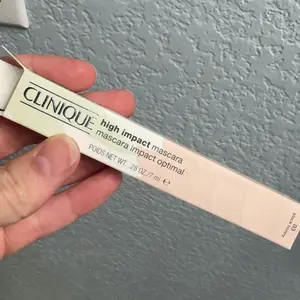 CLINIQUE
high impact mascara
mascara impact optimal
POIDS NET WT. .28 OZ/7 ml e